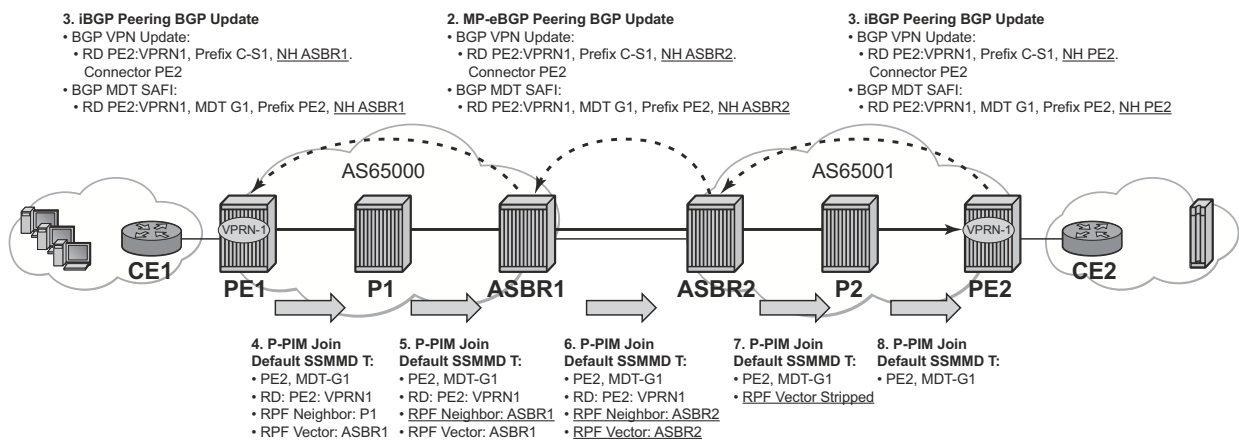 3. iBGP Peering BGP Update
• BGP VPN Update:
• RD PE2:VPRN1, Prefix C-S1, NH ASBR1.
Connector PE2
• BGP MDT SAFI:
• RD PE2:VPRN1, MDT G1, Prefix PE2, NH ASBR1
2. MP-eBGP Peering BGP Update
• BGP VPN Update:
• RD PE2:VPRN1, Prefix C-S1, NH ASBR2.
Connector PE2
• BGP MDT SAFI:
• RD PE2:VPRN1, MDT G1, Prefix PE2, NH ASBR2
3. iBGP Peering BGP Update
• BGP VPN Update:
• RD PE2:VPRN1, Prefix C-S1, NH PE2.
Connector PE2
• BGP MDT SAFI:
• RD PE2:VPRN1, MDT G1, Prefix PE2, NH PE2
AS65000
AS65001
VPRN-1
VPRN-1
CE1
PE1
P1
ASBR1
ASBR2
P2
PE2
CE2
4. P-PIM Join
Default SSMMD T:
• PE2, MDT-G1
• RD: PE2: VPRN1
• RPF Neighbor: P1
• RPF Vector: ASBR1
5. P-PIM Join
Default SSMMD T:
• PE2, MDT-G1
• RD: PE2: VPRN1
• RPF Neighbor: ASBR1
• RPF Vector: ASBR1
6. P-PIM Join
Default SSMMD T:
• PE2, MDT-G1
• RD: PE2: VPRN1
• RPF Neighbor: ASBR2
• RPF Vector: ASBR2
7. P-PIM Join
Default SSMMD T:
• PE2, MDT-G1
• RPF Vector Stripped
8. P-PIM Join
Default SSMMD T:
• PE2, MDT-G1